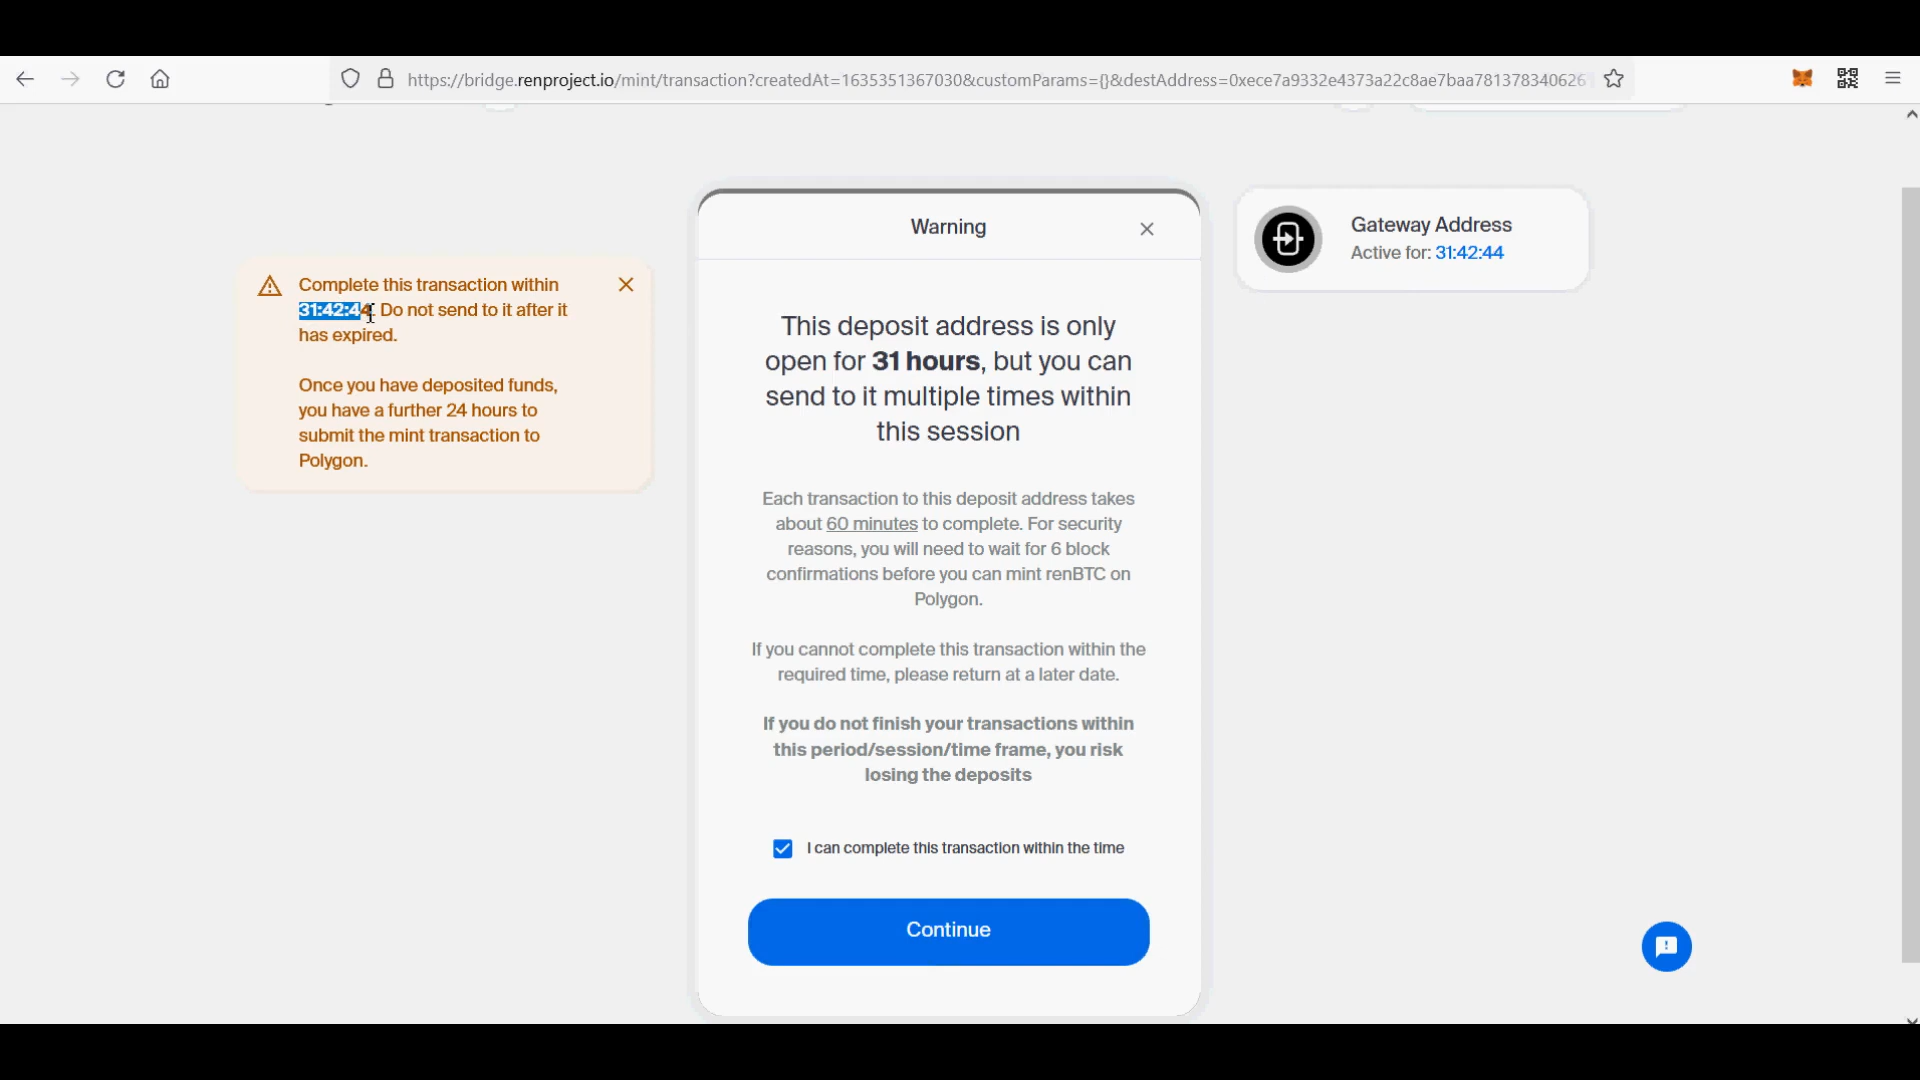 https://bridge.renproject.io/mint/transaction?createdAt=1635351367030&customParams={}&destAddress=0xece7a9332e4373a22c8ae7baa781378340626
Warning
Gateway Address
Active for: 31:42:44
Complete this transaction within
31:42:44. Do not send to it after it
has expired.
Once you have deposited funds,
you have a further 24 hours to
submit the mint transaction to
Polygon.
This deposit address is only
open for 31 hours, but you can
send to it multiple times within
this session
Each transaction to this deposit address takes
about 60 minutes to complete. For security
reasons, you will need to wait for 6 block
confirmations before you can mint renBTC on
Polygon.
If you cannot complete this transaction within the
required time, please return at a later date.
If you do not finish your transactions within
this period/session/time frame, you risk
losing the deposits
I can complete this transaction within the time
Continue